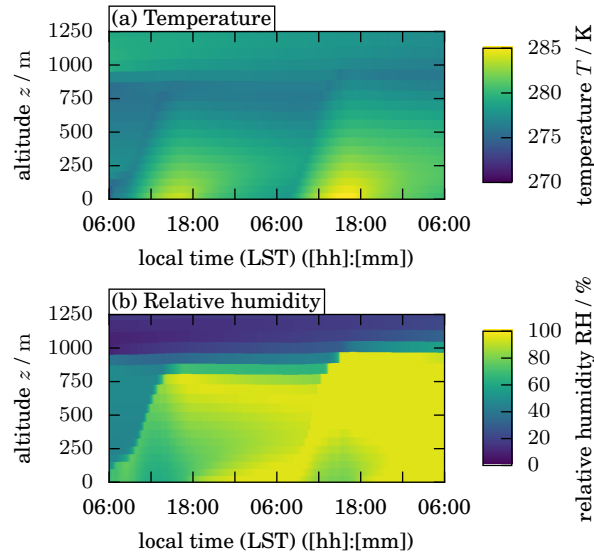 (a) Temperature
1250
1000
750
500
250
0
altitude z / m
06:00 18:00 06:00 18:00 06:00
local time (LST) ([hh]:[mm])
285
280
275
270
temperature T / K
(b) Relative humidity
1250
1000
750
500
250
0
altitude z / m
06:00 18:00 06:00 18:00 06:00
local time (LST) ([hh]:[mm])
100
80
60
40
20
0
relative humidity RH / %